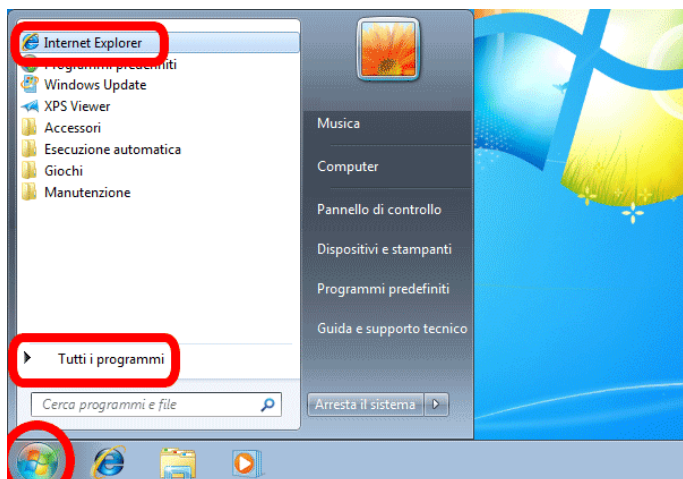 Internet Explorer
Programmi predefiniti
Windows Update
XPS Viewer
Accessori
Esecuzione automatica
Giochi
Manutenzione
Tutti i programmi
Cerca programmi e file
Musica
Computer
Pannello di controllo
Dispositivi e stampanti
Programmi predefiniti
Guida e supporto tecnico
Arresta il sistema